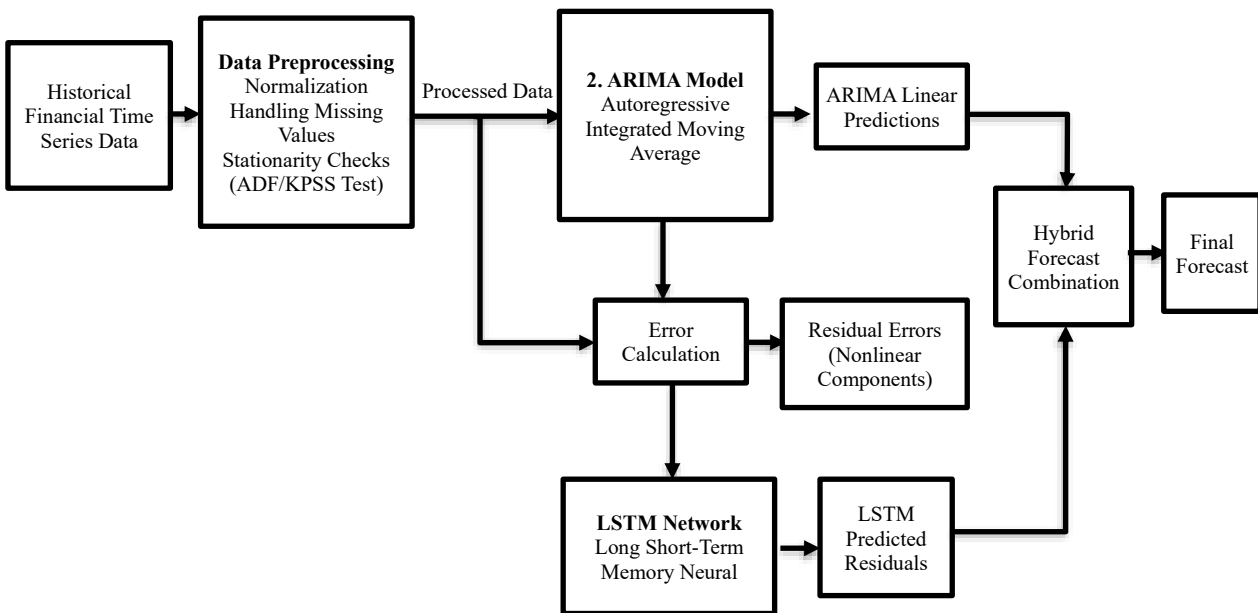 Historical
Financial Time
Series Data
Data Preprocessing
Normalization
Handling Missing
Values
Stationarity Checks
(ADF/KPSS Test)
Processed Data
2. ARIMA Model
Autoregressive
Integrated Moving
Average
ARIMA Linear
Predictions
Hybrid
Forecast
Combination
Final
Forecast
Error
Calculation
Residual Errors
(Nonlinear
Components)
LSTM Network
Long Short-Term
Memory Neural
LSTM
Predicted
Residuals